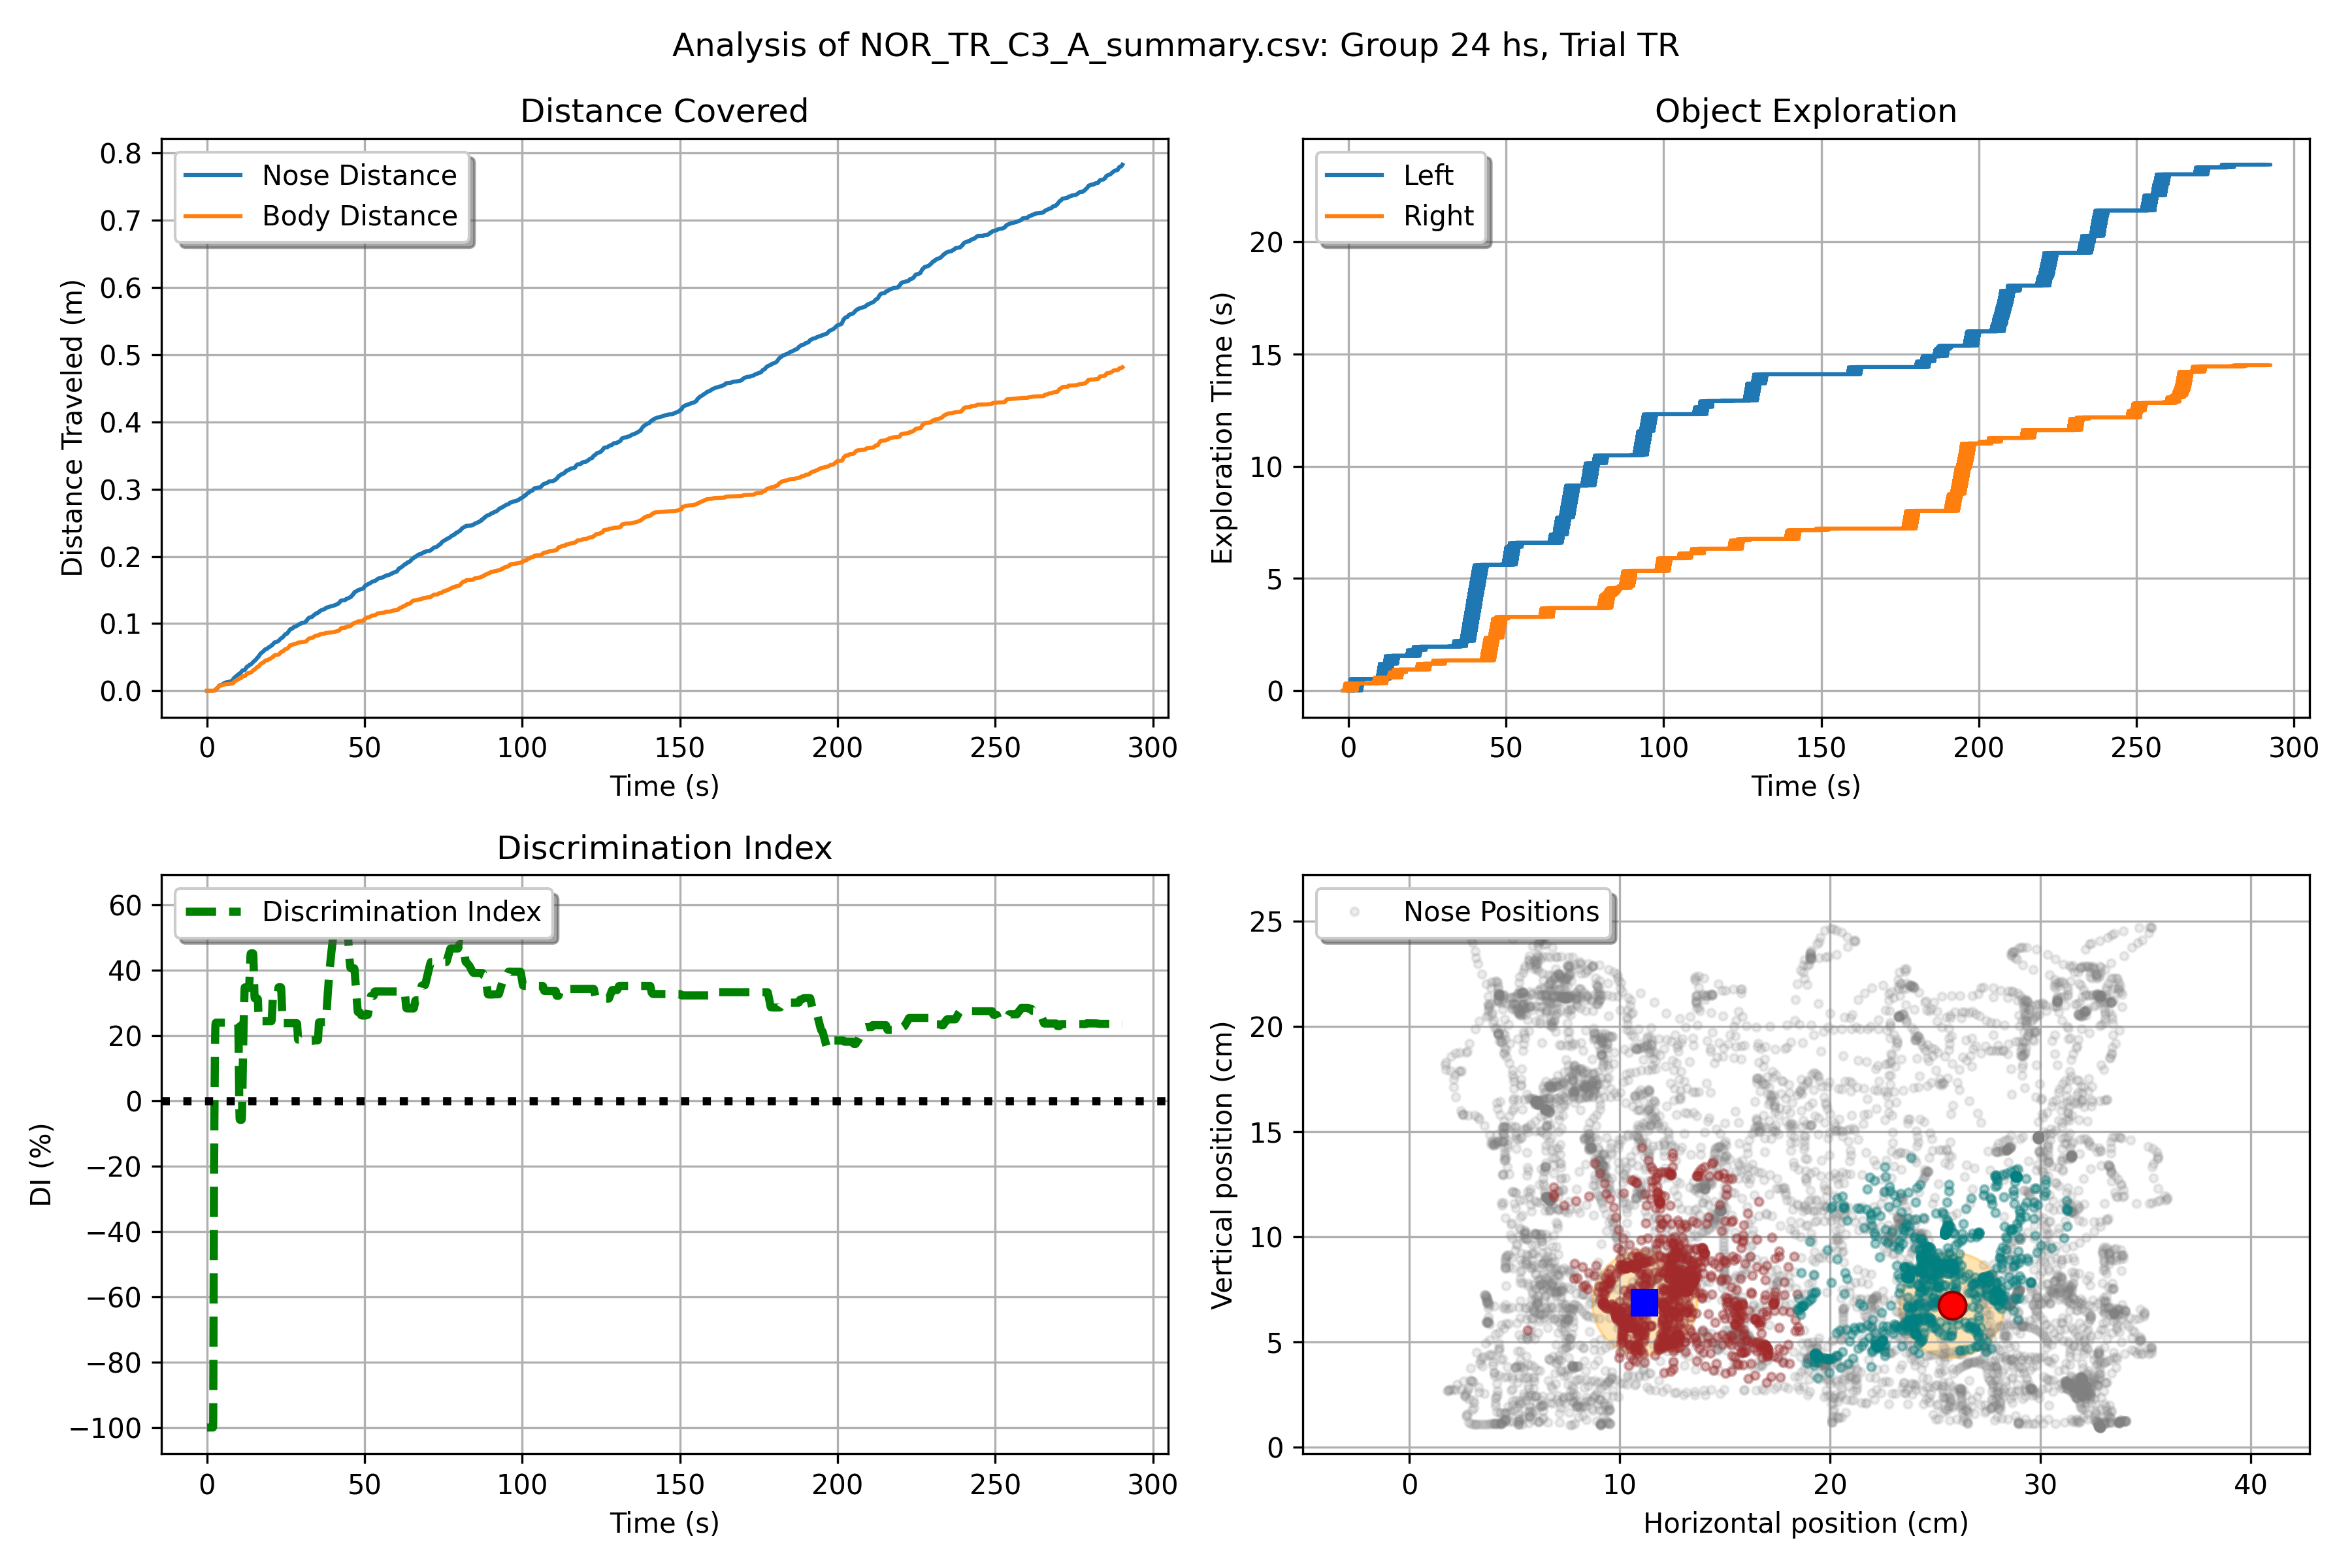 Analysis of NOR_TR_C3_A_summary.csv: Group 24 hs, Trial TR
Distance Covered
Nose Distance
Body Distance
Distance Traveled (m)
0.8
0.7
0.6
0.5
0.4
0.3
0.2
0.1
0.0
0 50 100 150 200 250 300
Time (s)
Object Exploration
Left
Right
Exploration Time (s)
20
15
10
5
0
0 50 100 150 200 250 300
Time (s)
Discrimination Index
Discrimination Index
DI (%)
60
40
20
0
−20
−40
−60
−80
−100
0 50 100 150 200 250 300
Time (s)
Nose Positions
Vertical position (cm)
25
20
15
10
5
0
0 10 20 30 40
Horizontal position (cm)